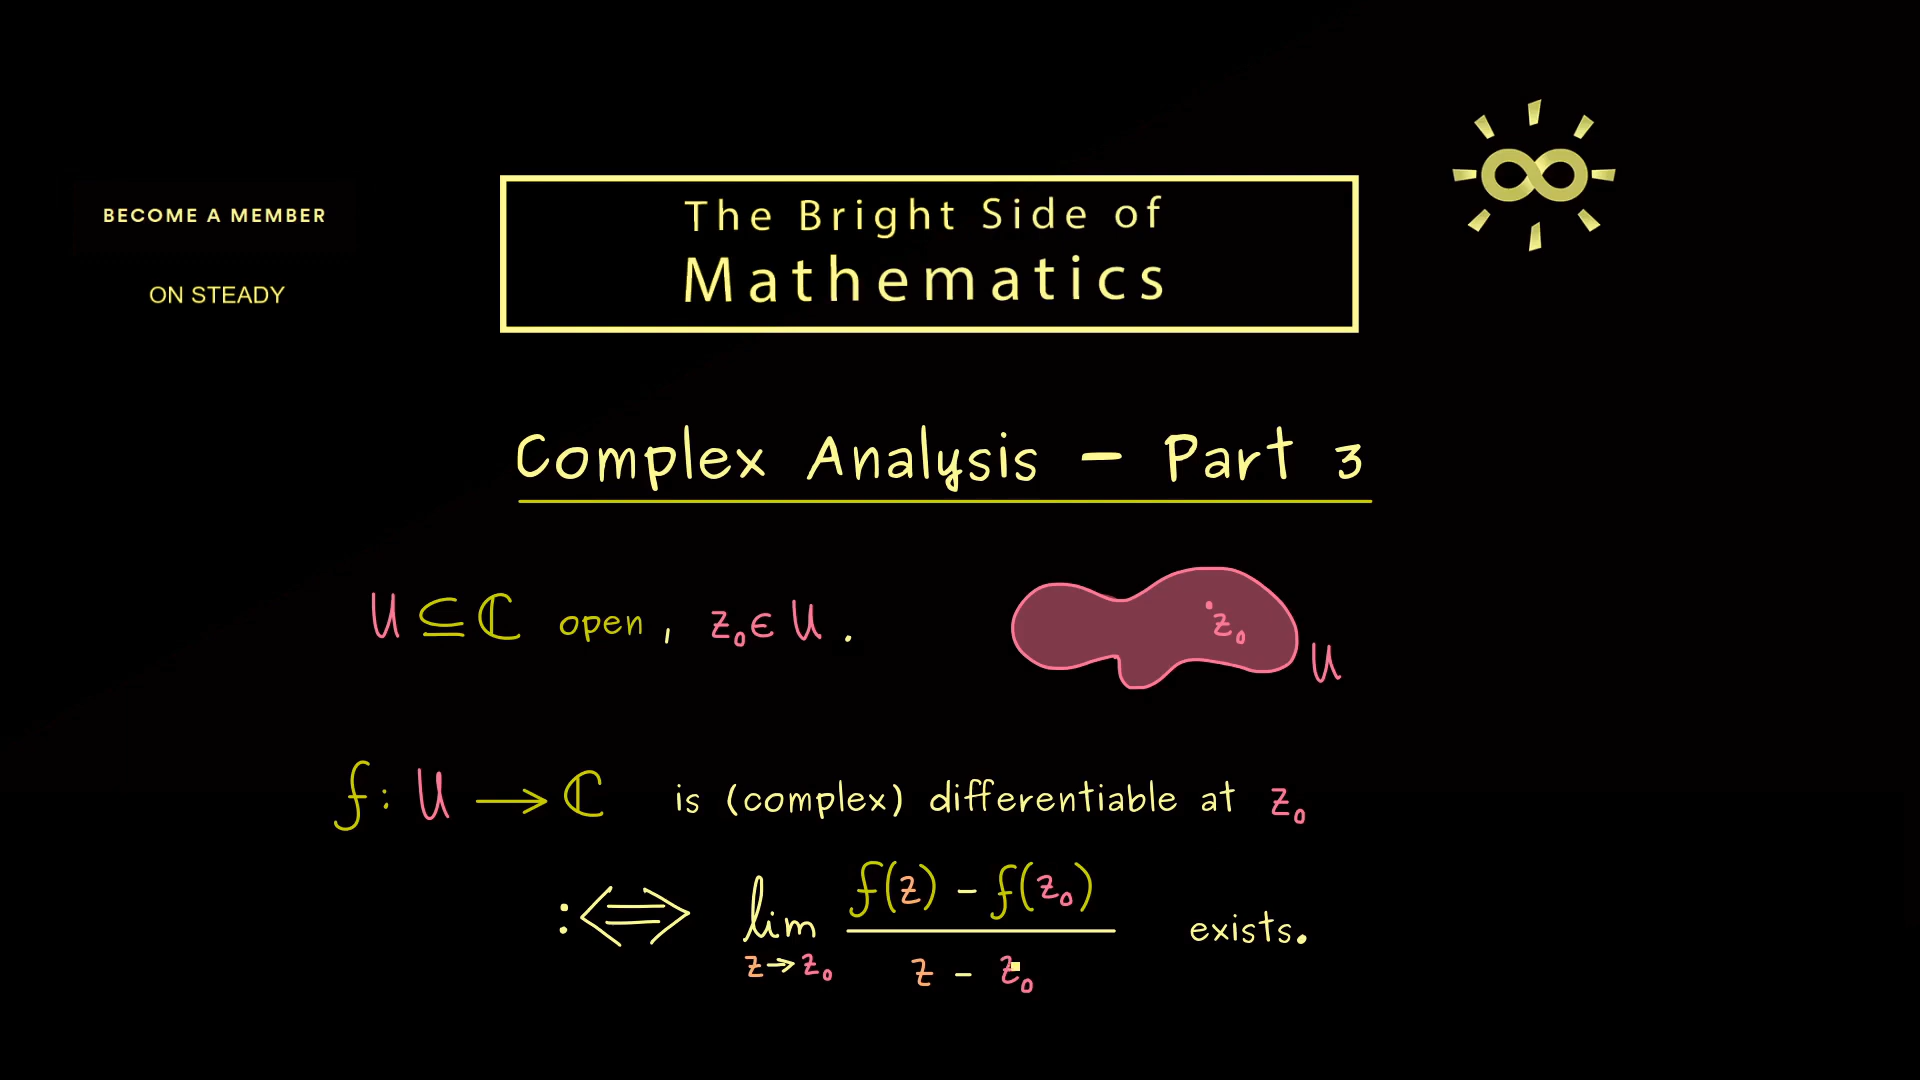 BECOME A MEMBER
ON STEADY
The Bright Side of
Mathematics
Complex Analysis – Part 3
U ⊆ ℂ open , z₀ ∈ U .
z₀
U
f : U ⟶ ℂ is (complex) differentiable at z₀
:⟺ lim z→z₀ f(z) - f(z₀) / z - z₀ exists.